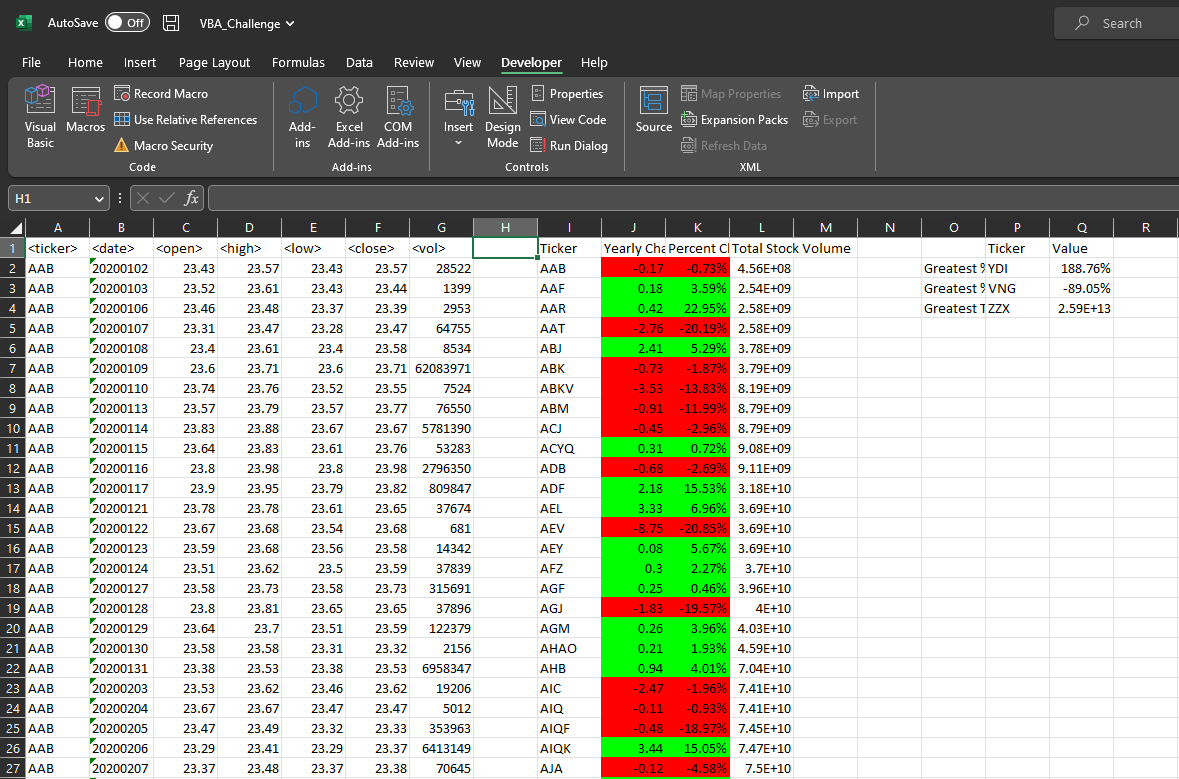 AutoSave Off VBA_Challenge Search
File Home Insert Page Layout Formulas Data Review View Developer Help
Visual Basic Macros Record Macro Use Relative References Macro Security
Code
Add-ins Excel Add-ins COM Add-ins
Add-ins
Insert Design Mode Properties View Code Run Dialog
Controls
Source Map Properties Expansion Packs Refresh Data Import Export
XML
H1 fx
A B C D E F G H I J K L M N O P Q R
1 <ticker> <date> <open> <high> <low> <close> <vol> Ticker Yearly Cha Percent Cl Total Stock Volume Ticker Value
2 AAB 20200102 23.43 23.57 23.43 23.57 28522 AAB -0.17 -0.73% 4.56E+08 Greatest % YDI 188.76%
3 AAB 20200103 23.52 23.61 23.43 23.44 1399 AAF 0.18 3.59% 2.54E+09 Greatest % VNG -89.05%
4 AAB 20200106 23.46 23.48 23.37 23.39 2953 AAR 0.42 22.95% 2.58E+09 Greatest T ZZX 2.59E+13
5 AAB 20200107 23.31 23.47 23.28 23.47 64755 AAT -2.76 -20.19% 2.58E+09
6 AAB 20200108 23.4 23.61 23.4 23.58 8534 ABJ 2.41 5.29% 3.78E+09
7 AAB 20200109 23.6 23.71 23.6 23.71 62083971 ABK -0.73 -1.87% 3.79E+09
8 AAB 20200110 23.74 23.76 23.52 23.55 7524 ABKV -3.53 -13.83% 8.19E+09
9 AAB 20200113 23.57 23.79 23.57 23.77 76550 ABM -0.91 -11.99% 8.79E+09
10 AAB 20200114 23.83 23.88 23.67 23.67 5781390 ACJ -0.45 -2.96% 8.79E+09
11 AAB 20200115 23.64 23.83 23.61 23.76 53283 ACYQ 0.31 0.72% 9.08E+09
12 AAB 20200116 23.8 23.98 23.8 23.98 2796350 ADB -0.68 -2.69% 9.11E+09
13 AAB 20200117 23.9 23.95 23.79 23.82 809847 ADF 2.18 15.53% 3.18E+10
14 AAB 20200121 23.78 23.78 23.61 23.65 37674 AEL 3.33 6.96% 3.69E+10
15 AAB 20200122 23.67 23.68 23.54 23.68 681 AEV -8.75 -20.85% 3.69E+10
16 AAB 20200123 23.59 23.68 23.56 23.58 14342 AEY 0.08 5.67% 3.69E+10
17 AAB 20200124 23.51 23.62 23.5 23.59 37839 AFZ 0.3 2.27% 3.7E+10
18 AAB 20200127 23.58 23.73 23.58 23.73 315691 AGF 0.25 0.46% 3.96E+10
19 AAB 20200128 23.8 23.81 23.65 23.65 37896 AGJ -1.83 -19.57% 4E+10
20 AAB 20200129 23.64 23.7 23.51 23.59 122379 AGM 0.26 3.96% 4.03E+10
21 AAB 20200130 23.58 23.58 23.31 23.32 2156 AHAO 0.21 1.93% 4.59E+10
22 AAB 20200131 23.38 23.53 23.38 23.53 6958347 AHB 0.94 4.01% 7.04E+10
23 AAB 20200203 23.53 23.62 23.46 23.62 19206 AIC -2.47 -1.96% 7.41E+10
24 AAB 20200204 23.67 23.67 23.47 23.47 5012 AIQ -0.11 -0.93% 7.41E+10
25 AAB 20200205 23.47 23.49 23.32 23.33 353963 AIQF -0.48 -18.97% 7.45E+10
26 AAB 20200206 23.29 23.41 23.29 23.37 6413149 AIQK 3.44 15.05% 7.47E+10
27 AAB 20200207 23.37 23.48 23.37 23.38 70645 AJA -0.12 -4.58% 7.5E+10